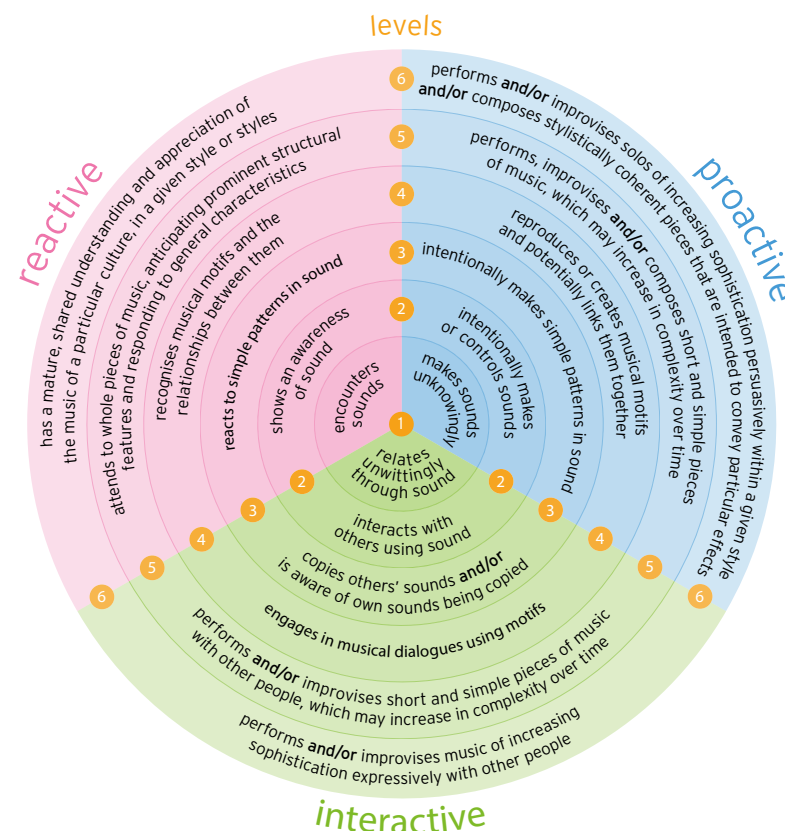 levels
reactive
proactive
interactive
6
5
4
3
2
1
2
3
4
5
6
2
3
4
5
6
encounters
sounds
shows an awareness
of sound
reacts to simple patterns in sound
recognises musical motifs and the
relationships between them
attends to whole pieces of music, anticipating prominent structural
features and responding to general characteristics
has a mature, shared understanding and appreciation of
the music of a particular culture, in a given style or styles
makes sounds
unknowingly
intentionally makes
or controls sounds
intentionally makes simple patterns in sound
reproduces or creates musical motifs
and potentially links them together
performs, improvises and/or composes short and simple pieces
of music, which may increase in complexity over time
performs and/or improvises solos of increasing sophistication persuasively within a given style
and/or composes stylistically coherent pieces that are intended to convey particular effects
relates
unwittingly
through sound
interacts with
others using sound
copies others' sounds and/or
is aware of own sounds being copied
engages in musical dialogues using motifs
performs and/or improvises short and simple pieces of music
with other people, which may increase in complexity over time
performs and/or improvises music of increasing
sophistication expressively with other people